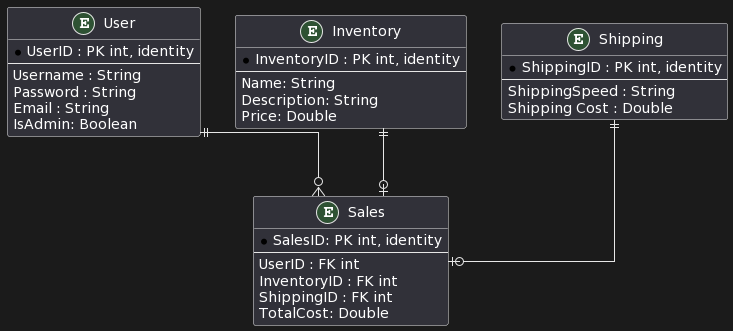 E User
* UserID : PK int, identity
Username : String
Password : String
Email : String
IsAdmin: Boolean
E Inventory
* InventoryID : PK int, identity
Name: String
Description: String
Price: Double
E Shipping
* ShippingID : PK int, identity
ShippingSpeed : String
Shipping Cost : Double
E Sales
* SalesID: PK int, identity
UserID : FK int
InventoryID : FK int
ShippingID : FK int
TotalCost: Double